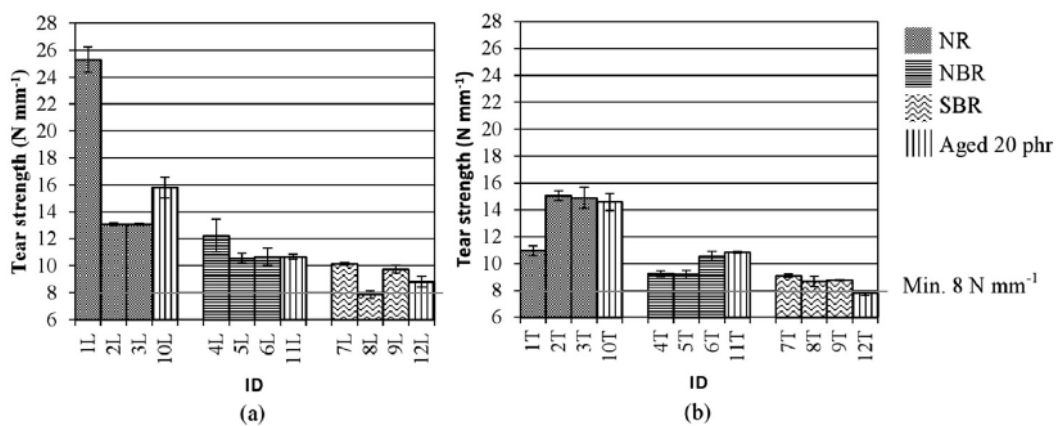 Tear strength (N mm⁻¹)
28
26
24
22
20
18
16
14
12
10
8
6
1L 2L 3L 10L 4L 5L 6L 11L 7L 8L 9L 12L
ID
(a)
Tear strength (N mm⁻¹)
28
26
24
22
20
18
16
14
12
10
8
6
1T 2T 3T 10T 4T 5T 6T 11T 7T 8T 9T 12T
ID
(b)
NR
NBR
SBR
Aged 20 phr
Min. 8 N mm⁻¹